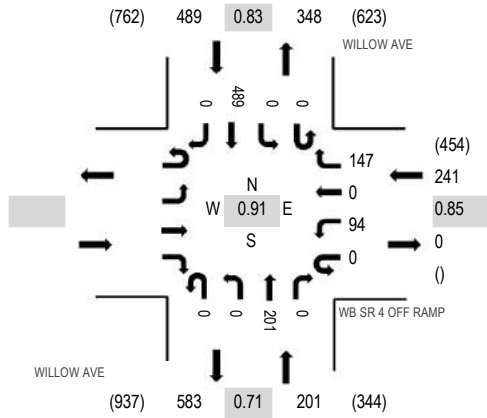 (762) 489 0.83 348 (623)
WILLOW AVE
0 489 0 0
147
(454)
241
0
N
W 0.91 E
S
0.85
94
0
0
()
0 0 201 0
WB SR 4 OFF RAMP
WILLOW AVE
(937) 583 0.71 201 (344)